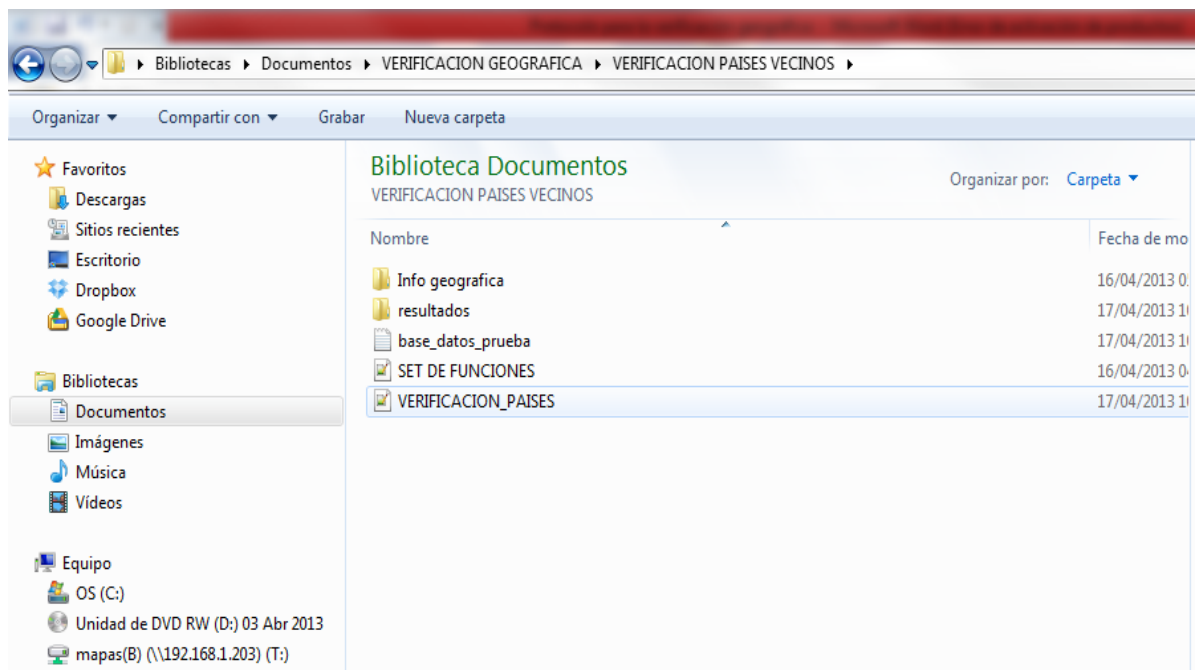 Bibliotecas ▸ Documentos ▸ VERIFICACION GEOGRAFICA ▸ VERIFICACION PAISES VECINOS ▸
Organizar Compartir con Grabar Nueva carpeta
Favoritos
Descargas
Sitios recientes
Escritorio
Dropbox
Google Drive
Bibliotecas
Documentos
Imágenes
Música
Vídeos
Equipo
OS (C:)
Unidad de DVD RW (D:) 03 Abr 2013
mapas(B) (\\192.168.1.203) (T:)
Biblioteca Documentos
VERIFICACION PAISES VECINOS
Organizar por: Carpeta
Nombre Fecha de mo
Info geografica 16/04/2013
resultados 17/04/2013
base_datos_prueba 17/04/2013
SET DE FUNCIONES 16/04/2013
VERIFICACION_PAISES 17/04/2013